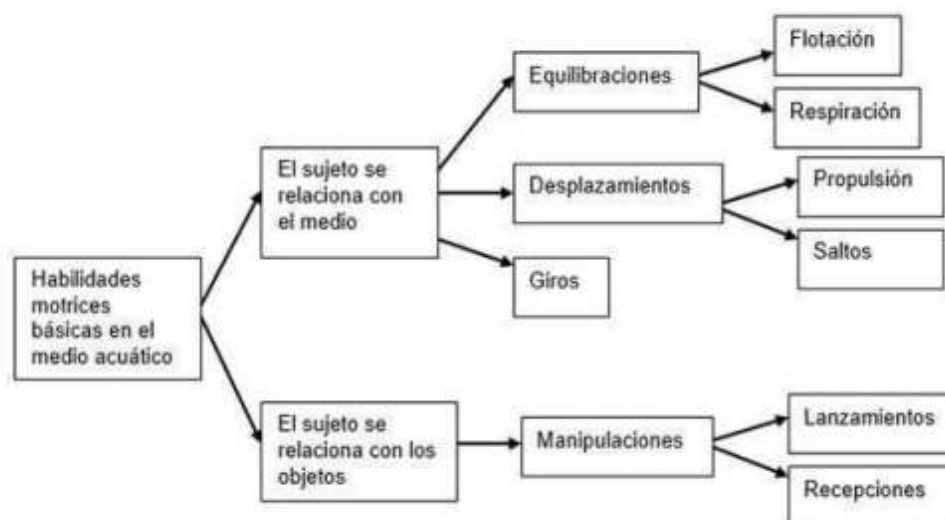 Habilidades
motrices
básicas en el
medio acuático
El sujeto se
relaciona con
el medio
Equilibraciones
Flotación
Respiración
Desplazamientos
Propulsión
Saltos
Giros
El sujeto se
relaciona con los
objetos
Manipulaciones
Lanzamientos
Recepciones